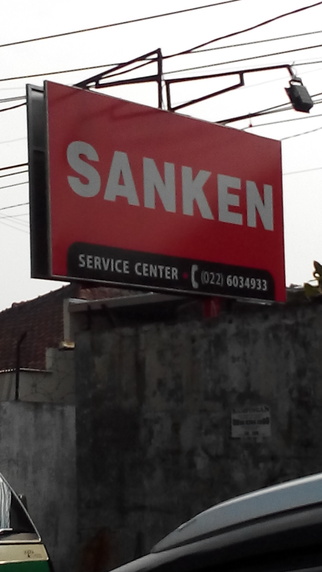 SANKEN
SERVICE CENTER (022) 6034933